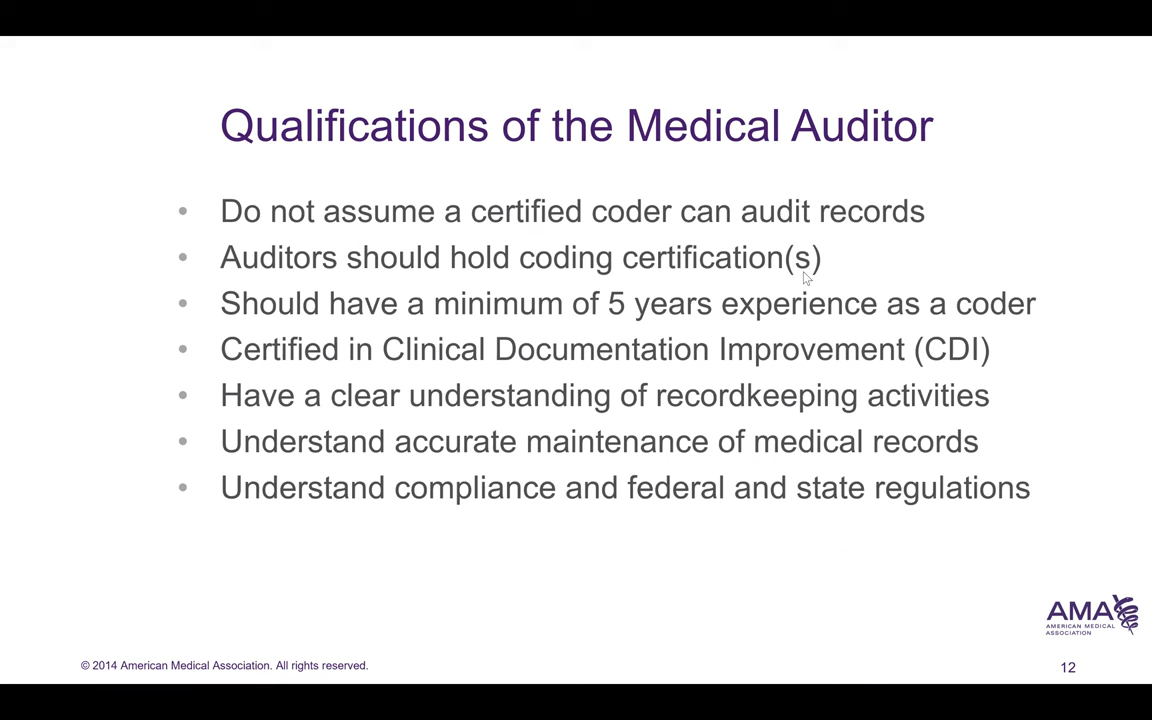 Qualifications of the Medical Auditor
• Do not assume a certified coder can audit records
• Auditors should hold coding certification(s)
• Should have a minimum of 5 years experience as a coder
• Certified in Clinical Documentation Improvement (CDI)
• Have a clear understanding of recordkeeping activities
• Understand accurate maintenance of medical records
• Understand compliance and federal and state regulations
AMA
AMERICAN MEDICAL
ASSOCIATION
© 2014 American Medical Association. All rights reserved.
12